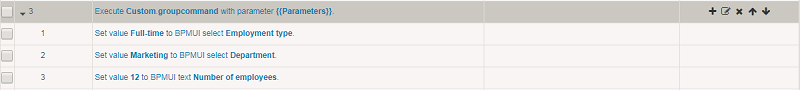 3 Execute Custom.groupcommand with parameter {{Parameters}}.
1 Set value Full-time to BPMUI select Employment type.
2 Set value Marketing to BPMUI select Department.
3 Set value 12 to BPMUI text Number of employees.